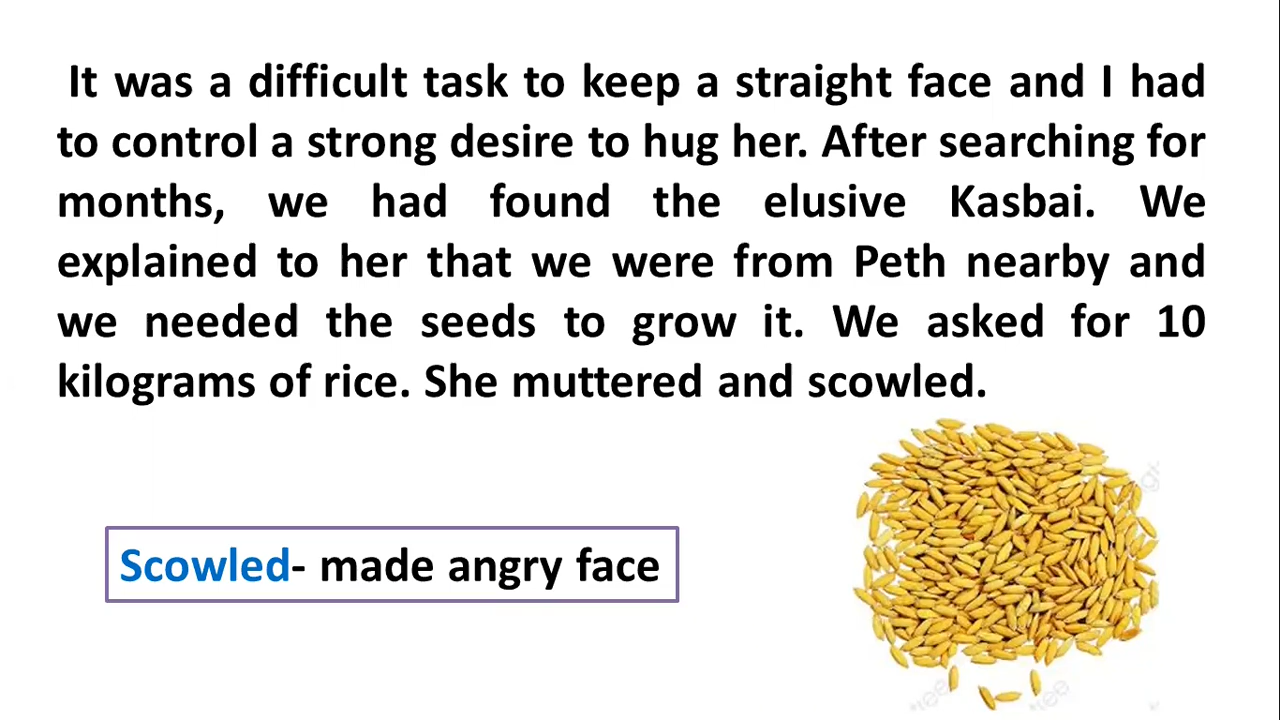 It was a difficult task to keep a straight face and I had
to control a strong desire to hug her. After searching for
months, we had found the elusive Kasbai. We
explained to her that we were from Peth nearby and
we needed the seeds to grow it. We asked for 10
kilograms of rice. She muttered and scowled.
Scowled- made angry face